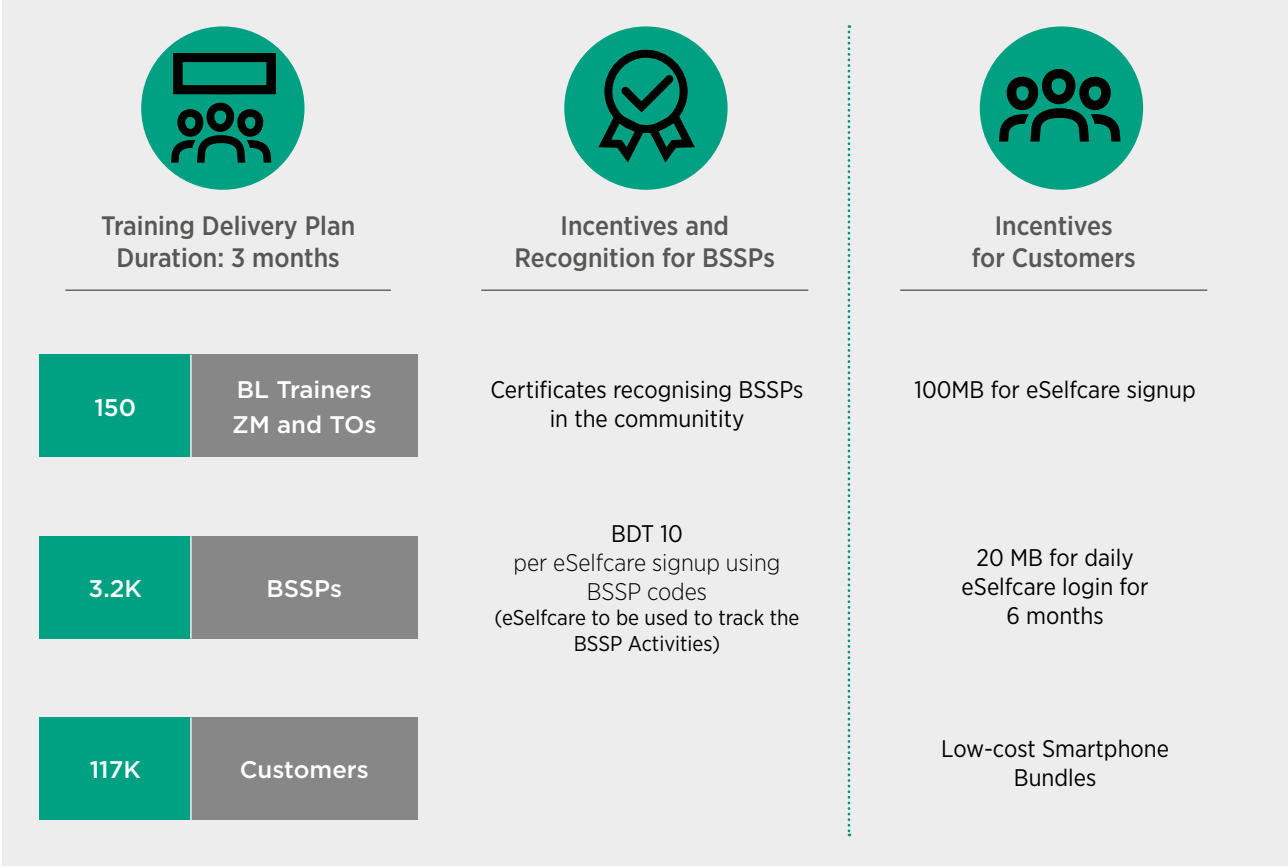 Training Delivery Plan
Duration: 3 months
150
BL Trainers
ZM and TOs
3.2K
BSSPs
117K
Customers
Incentives and
Recognition for BSSPs
Certificates recognising BSSPs
in the communitity
BDT 10
per eSelfcare signup using
BSSP codes
(eSelfcare to be used to track the
BSSP Activities)
Incentives
for Customers
100MB for eSelfcare signup
20 MB for daily
eSelfcare login for
6 months
Low-cost Smartphone
Bundles